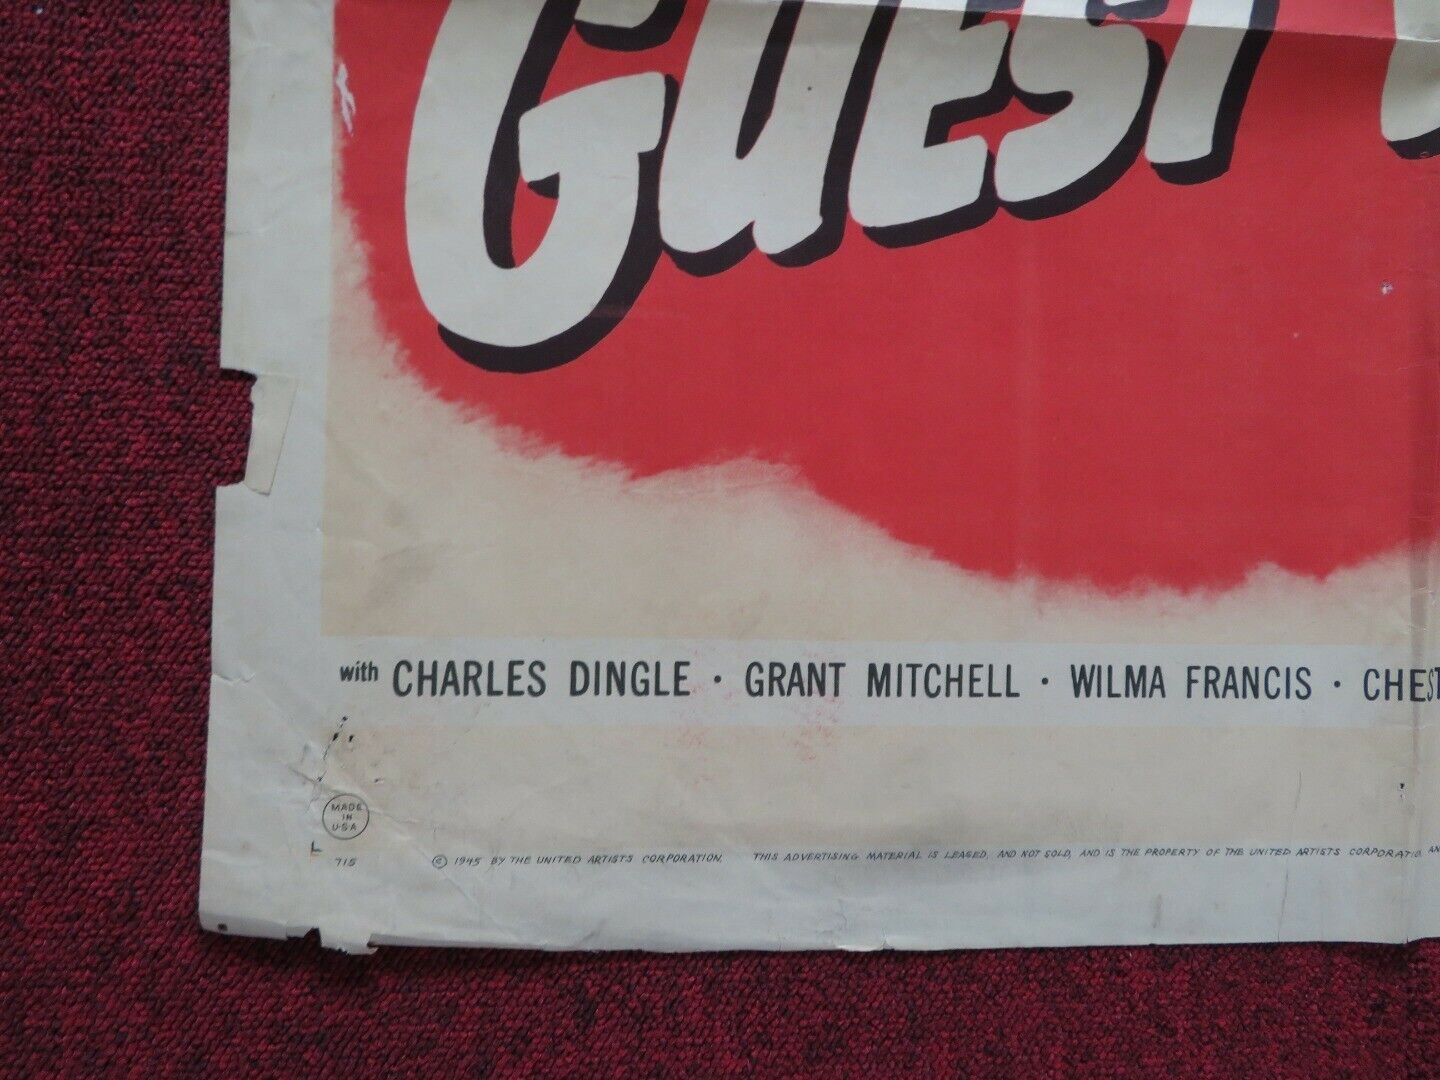 GUEST
with CHARLES DINGLE · GRANT MITCHELL · WILMA FRANCIS · CHEST
MADE
IN
U.S.A
715
© 1945 BY THE UNITED ARTISTS CORPORATION. THIS ADVERTISING MATERIAL IS LEASED, AND NOT SOLD, AND IS THE PROPERTY OF THE UNITED ARTISTS CORPORATIO AN